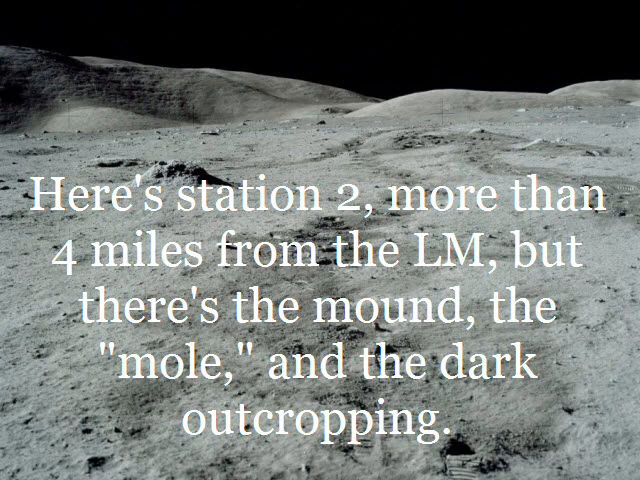 Here's station 2, more than
4 miles from the LM, but
there's the mound, the
"mole," and the dark
outcropping.